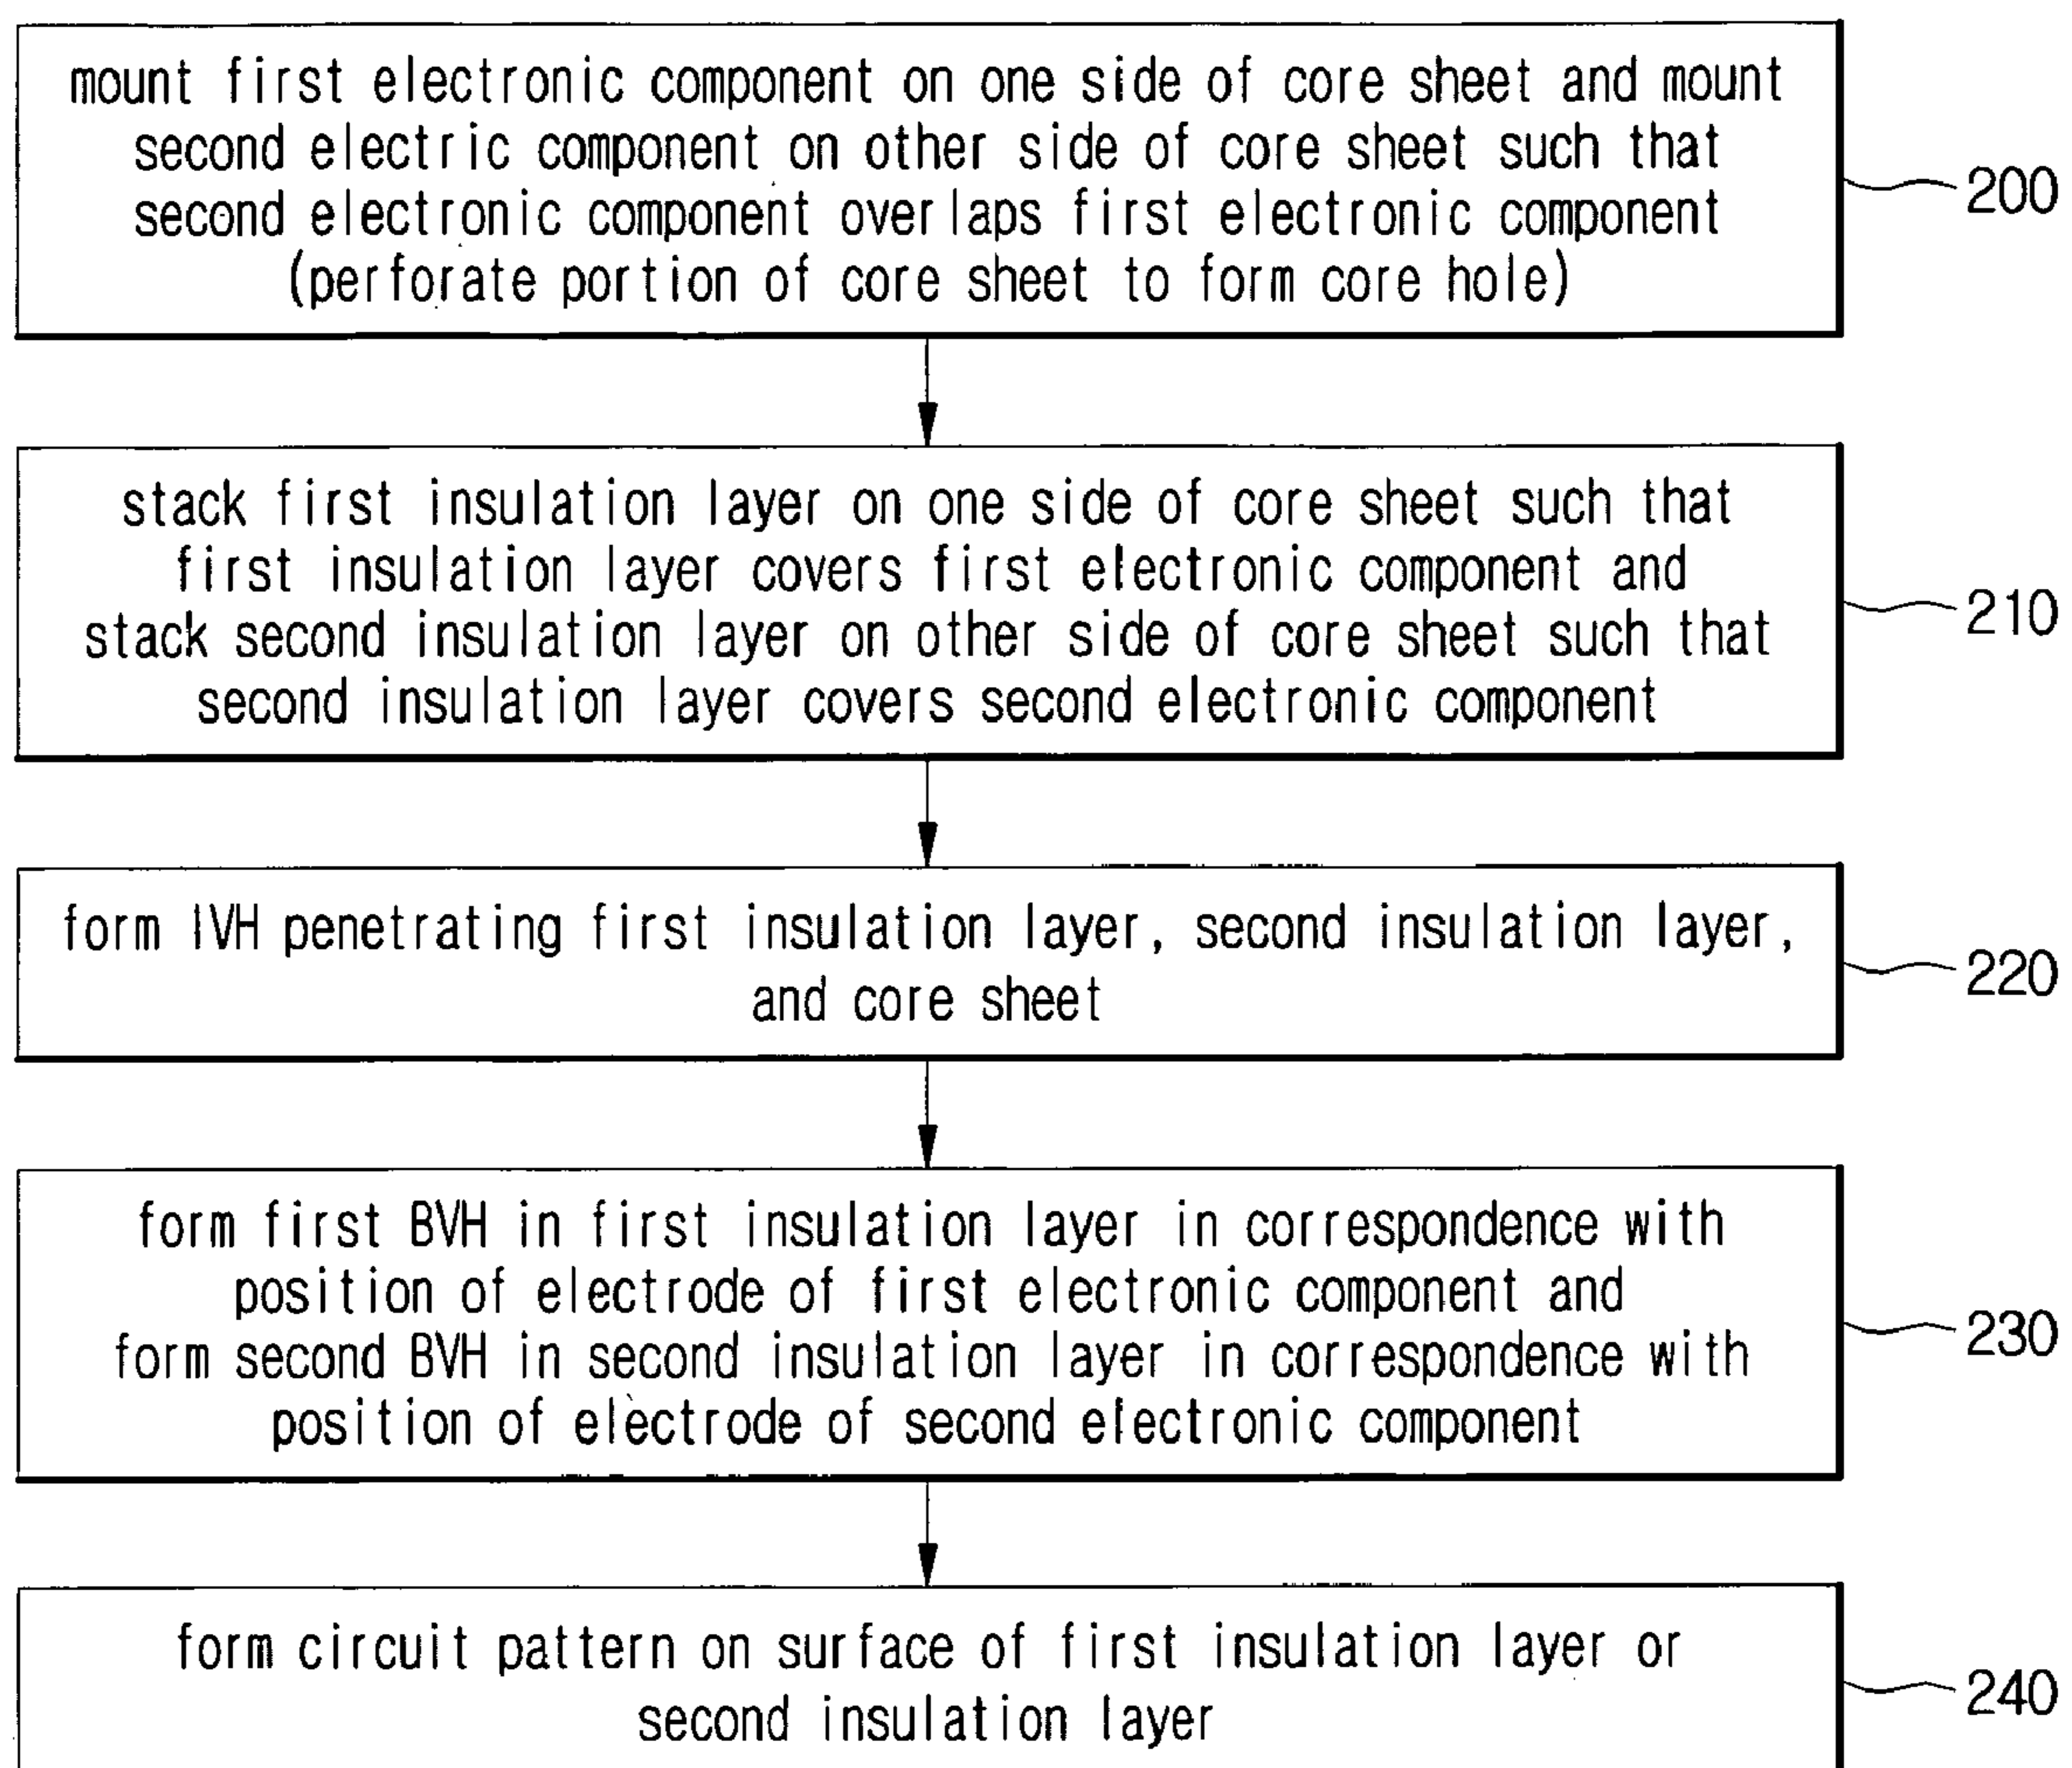 mount first electronic component on one side of core sheet and mount
second electric component on other side of core sheet such that
second electronic component overlaps first electronic component
(perforate portion of core sheet to form core hole)
200
stack first insulation layer on one side of core sheet such that
first insulation layer covers first electronic component and
stack second insulation layer on other side of core sheet such that
second insulation layer covers second electronic component
210
form IVH penetrating first insulation layer, second insulation layer,
and core sheet
220
form first BVH in first insulation layer in correspondence with
position of electrode of first electronic component and
form second BVH in second insulation layer in correspondence with
position of electrode of second electronic component
230
form circuit pattern on surface of first insulation layer or
second insulation layer
240